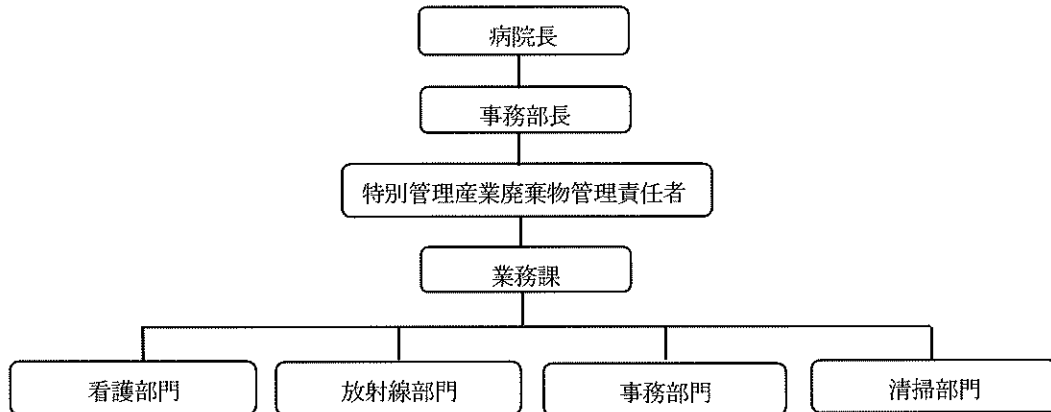 病院長
事務部長
特別管理産業廃棄物管理責任者
業務課
看護部門
放射線部門
事務部門
清掃部門